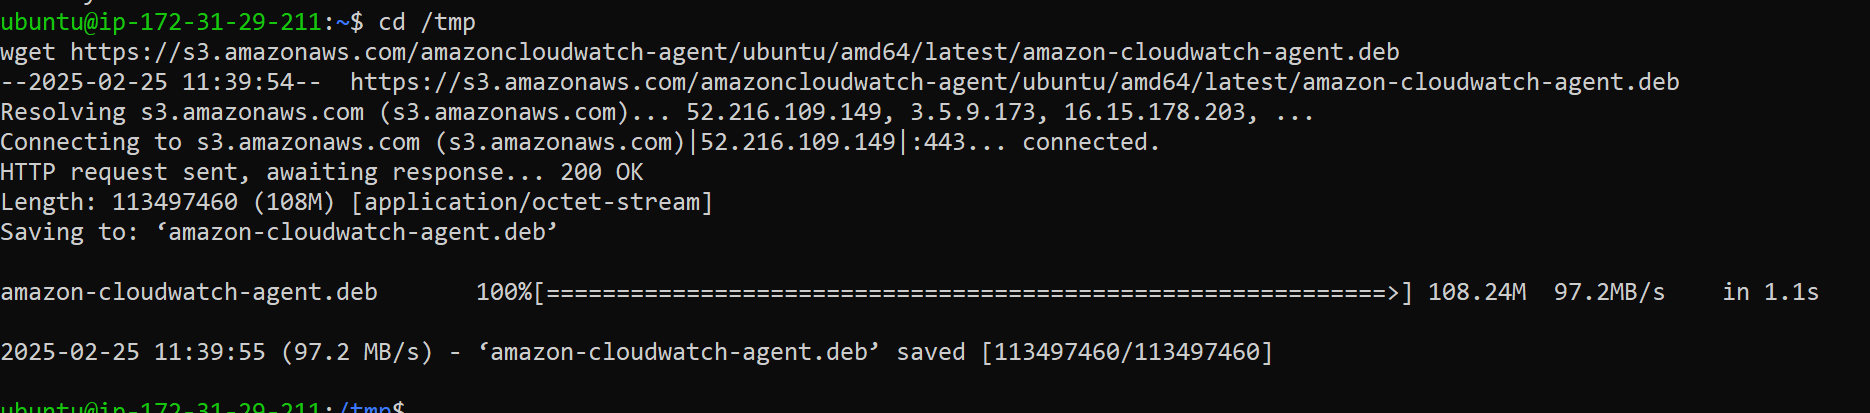 ubuntu@ip-172-31-29-211:~$ cd /tmp
wget https://s3.amazonaws.com/amazoncloudwatch-agent/ubuntu/amd64/latest/amazon-cloudwatch-agent.deb
--2025-02-25 11:39:54--  https://s3.amazonaws.com/amazoncloudwatch-agent/ubuntu/amd64/latest/amazon-cloudwatch-agent.deb
Resolving s3.amazonaws.com (s3.amazonaws.com)... 52.216.109.149, 3.5.9.173, 16.15.178.203, ...
Connecting to s3.amazonaws.com (s3.amazonaws.com)|52.216.109.149|:443... connected.
HTTP request sent, awaiting response... 200 OK
Length: 113497460 (108M) [application/octet-stream]
Saving to: ‘amazon-cloudwatch-agent.deb’
amazon-cloudwatch-agent.deb       100%[============================================================>] 108.24M  97.2MB/s    in 1.1s
2025-02-25 11:39:55 (97.2 MB/s) - ‘amazon-cloudwatch-agent.deb’ saved [113497460/113497460]
ubuntu@ip-172-31-29-211:/tmp$